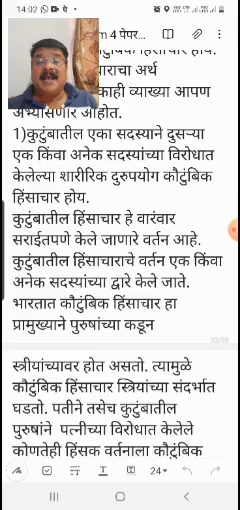 14:02
m 4 पेपर...
कौटुंबिक हिंसाचार होय.
याराचा अर्थ
काही व्याख्या आपण
अभ्यासणार आहोत.
1)कुटुंबातील एका सदस्याने दुसऱ्या
एक किंवा अनेक सदस्यांच्या विरोधात
केलेल्या शारीरिक दुरुपयोग कौटुंबिक
हिंसाचार होय.
कुटुंबातील हिंसाचार हे वारंवार
सराईतपणे केले जाणारे वर्तन आहे.
कुटुंबातील हिंसाचाराचे वर्तन एक किंवा
अनेक सदस्यांच्या द्वारे केले जाते.
भारतात कौटुंबिक हिंसाचार हा
प्रामुख्याने पुरुषांच्या कडून
स्त्रीयांच्यावर होत असतो. त्यामुळे
कौटुंबिक हिंसाचार स्त्रियांच्या संदर्भात
घडतो. पतीने तसेच कुटुंबातील
पुरुषांने पत्नीच्या विरोधात केलेले
कोणतेही हिंसक वर्तनाला कौटुंबिक
24